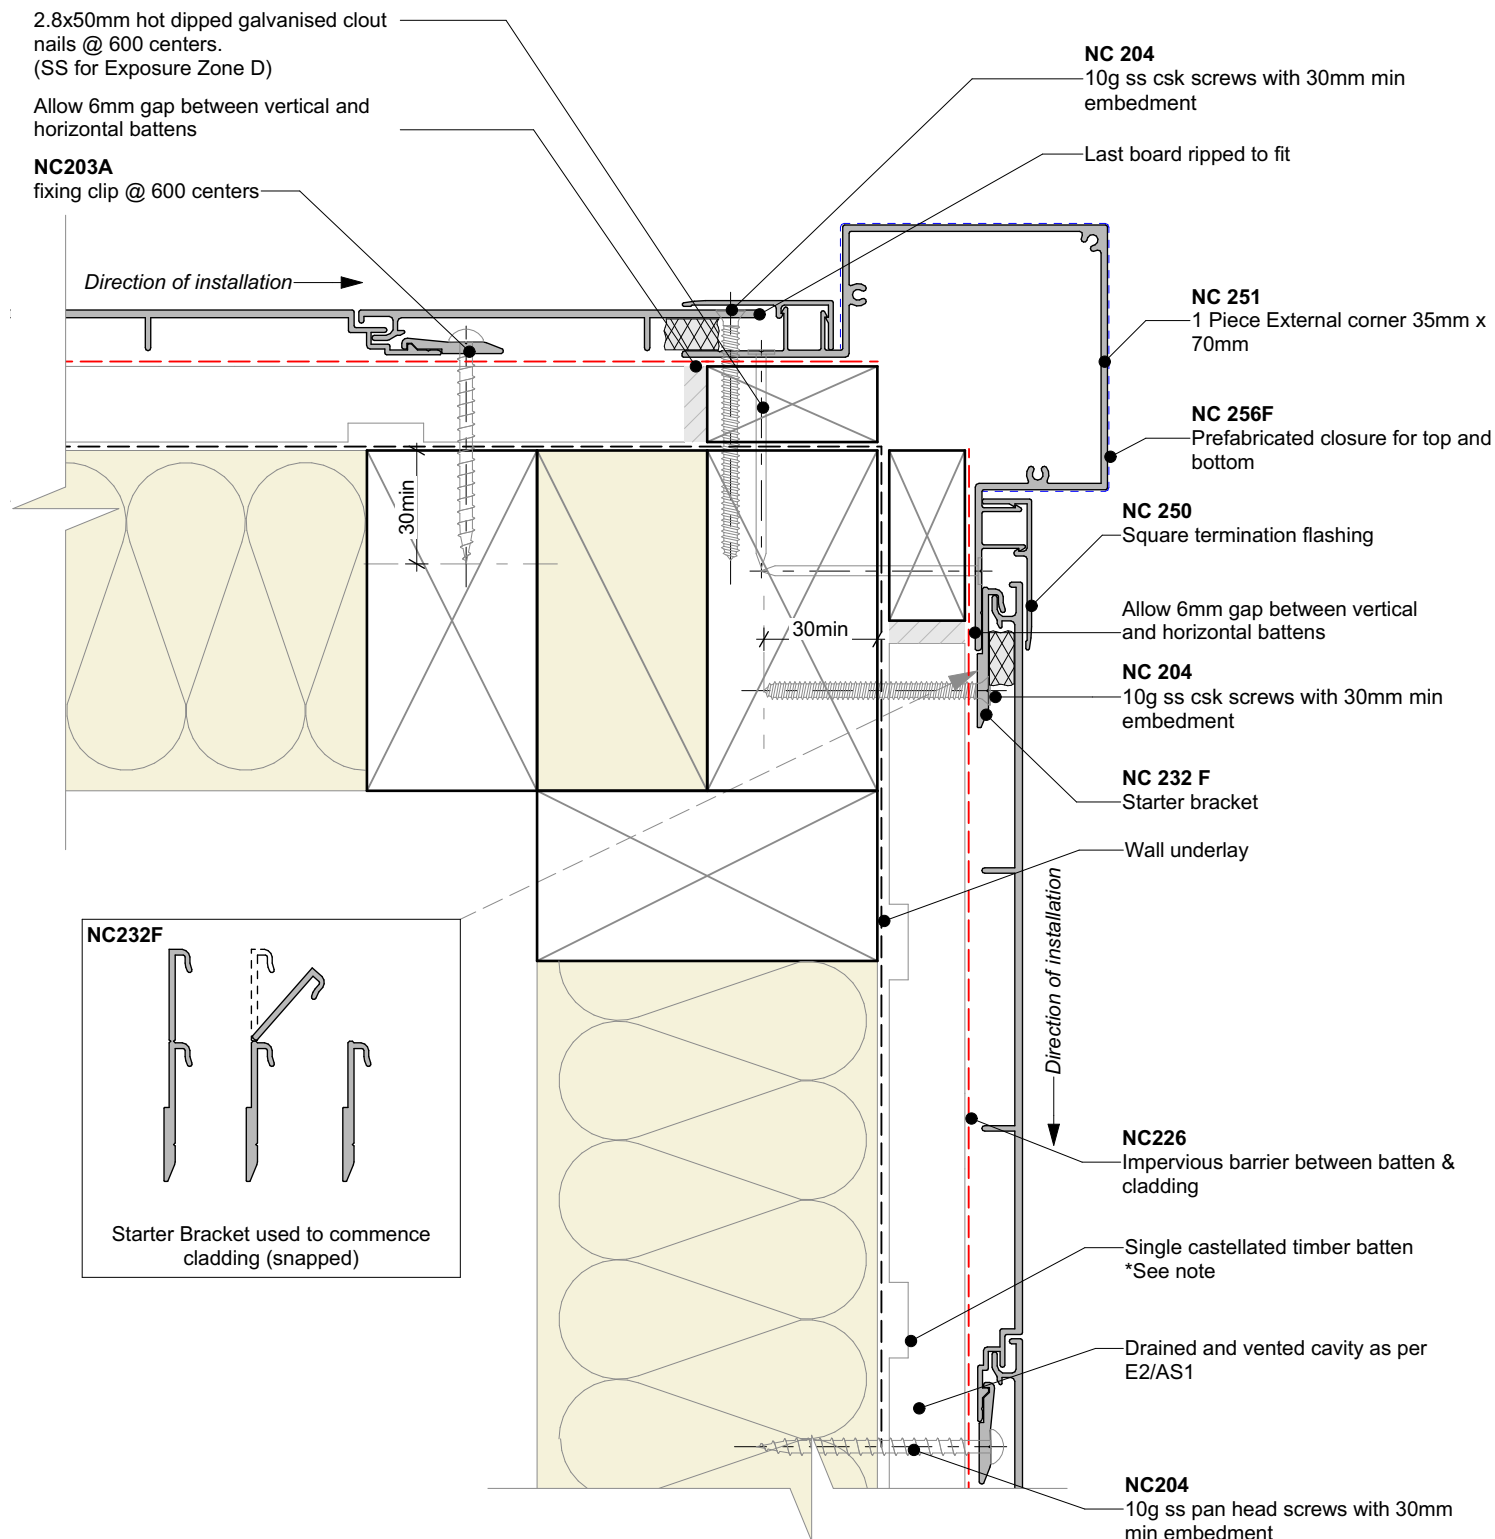 2.8x50mm hot dipped galvanised clout
nails @ 600 centers.
(SS for Exposure Zone D)
Allow 6mm gap between vertical and
horizontal battens
NC203A
fixing clip @ 600 centers
Direction of installation
NC 204
10g ss csk screws with 30mm min
embedment
Last board ripped to fit
NC 251
1 Piece External corner 35mm x
70mm
NC 256F
Prefabricated closure for top and
bottom
NC 250
Square termination flashing
Allow 6mm gap between vertical
and horizontal battens
NC 204
10g ss csk screws with 30mm min
embedment
NC 232 F
Starter bracket
Wall underlay
30min
30min
Direction of installation
NC232F
Starter Bracket used to commence
cladding (snapped)
NC226
Impervious barrier between batten &
cladding
Single castellated timber batten
*See note
Drained and vented cavity as per
E2/AS1
NC204
10g ss pan head screws with 30mm
min embedment